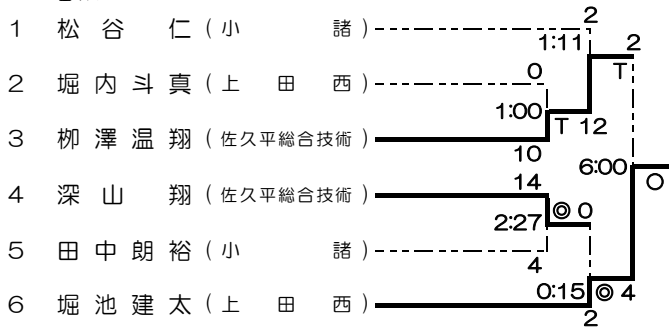 1 松谷 仁(小 諸)
2 堀内斗真(上 田 西)
3 栁澤温翔(佐久平総合技術)
4 深山 翔(佐久平総合技術)
5 田中朗裕(小 諸)
6 堀池建太(上 田 西)
2
1:11 2
0 T
1:00 T 12
10 6:00
14 O
2:27 ◎ 0
4
0:15 ◎ 4
2